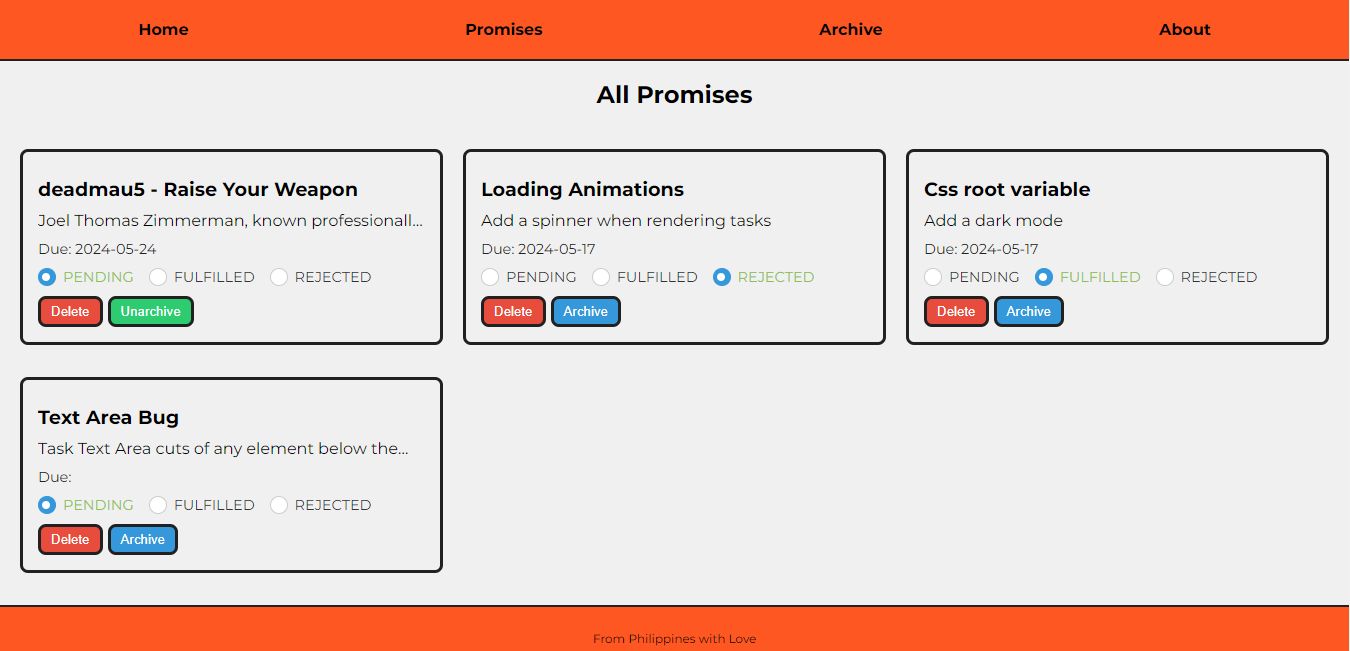 Home Promises Archive About
All Promises
deadmau5 - Raise Your Weapon
Joel Thomas Zimmerman, known professionall...
Due: 2024-05-24
PENDING FULFILLED REJECTED
Delete Unarchive
Loading Animations
Add a spinner when rendering tasks
Due: 2024-05-17
PENDING FULFILLED REJECTED
Delete Archive
Css root variable
Add a dark mode
Due: 2024-05-17
PENDING FULFILLED REJECTED
Delete Archive
Text Area Bug
Task Text Area cuts of any element below the...
Due:
PENDING FULFILLED REJECTED
Delete Archive
From Philippines with Love